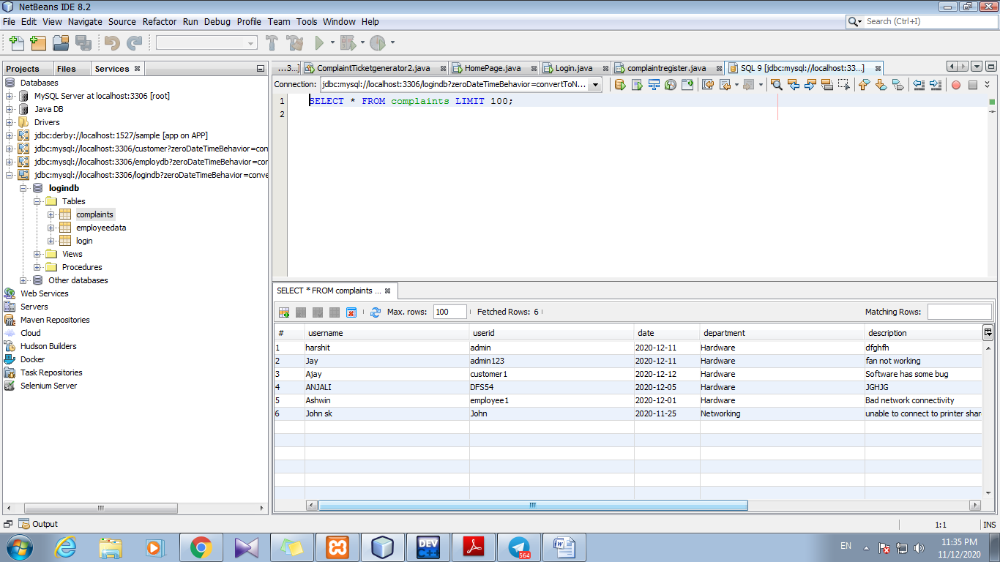 NetBeans IDE 8.2
File Edit View Navigate Source Refactor Run Debug Profile Team Tools Window Help
Search (Ctrl+I)
Projects Files Services
Databases
MySQL Server at localhost:3306 [root]
Java DB
Drivers
jdbc:derby://localhost:1527/sample [app on APP]
jdbc:mysql://localhost:3306/customer?zeroDateTimeBehavior=con
jdbc:mysql://localhost:3306/employdb?zeroDateTimeBehavior=cor
jdbc:mysql://localhost:3306/logindb?zeroDateTimeBehavior=conve
logindb
Tables
complaints
employeedata
login
Views
Procedures
Other databases
Web Services
Servers
Maven Repositories
Cloud
Hudson Builders
Docker
Task Repositories
Selenium Server
...3...] ComplaintTicketgenerator2.java HomePage.java Login.java complaintregister.java SQL 9 [jdbc:mysql://localhost:33...]
Connection: jdbc:mysql://localhost:3306/logindb?zeroDateTimeBehavior=convertToN...
1 SELECT * FROM complaints LIMIT 100;
2
SELECT * FROM complaints ...
Max. rows: 100 Fetched Rows: 6 Matching Rows:
# username userid date department description
1 harshit admin 2020-12-11 Hardware dfghfh
2 Jay admin123 2020-12-11 Hardware fan not working
3 Ajay customer1 2020-12-12 Hardware Software has some bug
4 ANJALI DFS54 2020-12-05 Hardware JGHJG
5 Ashwin employee1 2020-12-01 Hardware Bad network connectivity
6 John sk John 2020-11-25 Networking unable to connect to printer shar
Output
1:1 INS
DEV C++
564
EN
11:35 PM
11/12/2020